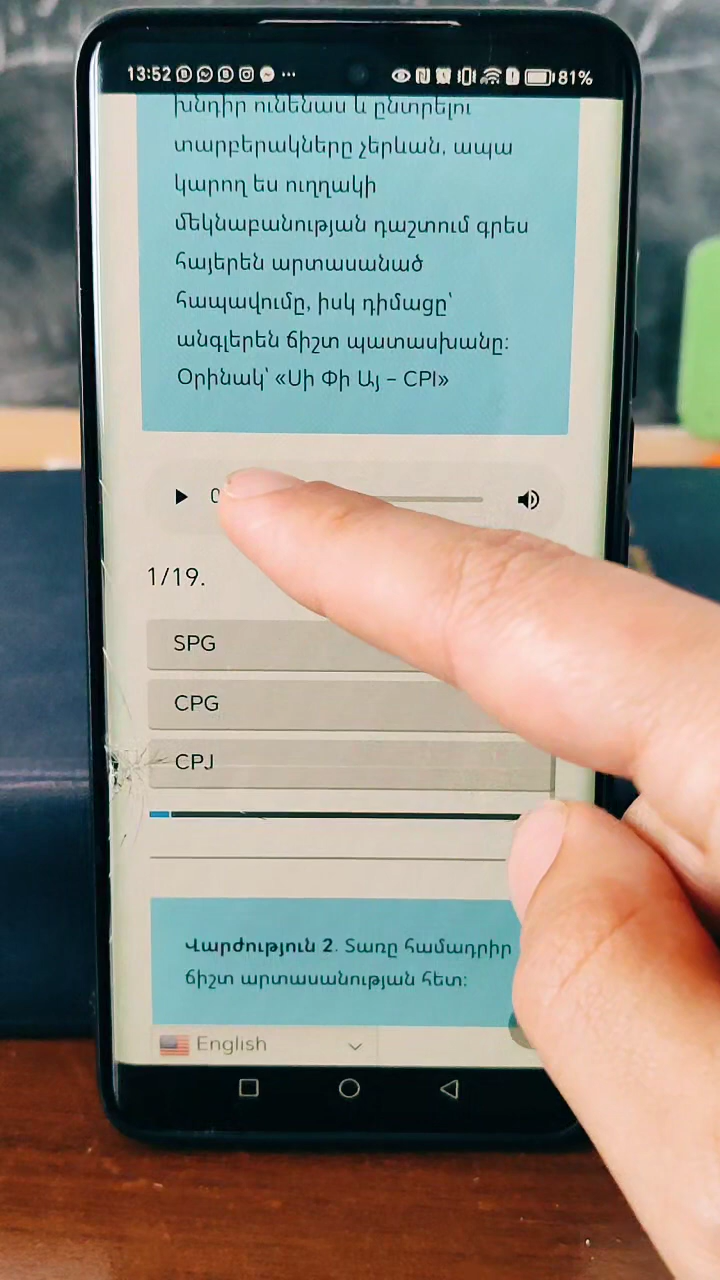 13:52
81%
խնդիր ունենաս և ընտրելու
տարբերակները չերևան, ապա
կարող ես ուղղակի
մեկնաբանության դաշտում գրես
հայերեն արտասանած
հապավումը, իսկ դիմացը՝
անգլերեն ճիշտ պատասխանը:
Օրինակ՝ «Սի Փի Այ – CPI»
1/19.
SPG
CPG
CPJ
Վարժություն 2. Տառը համադրիր
ճիշտ արտասանության հետ:
English